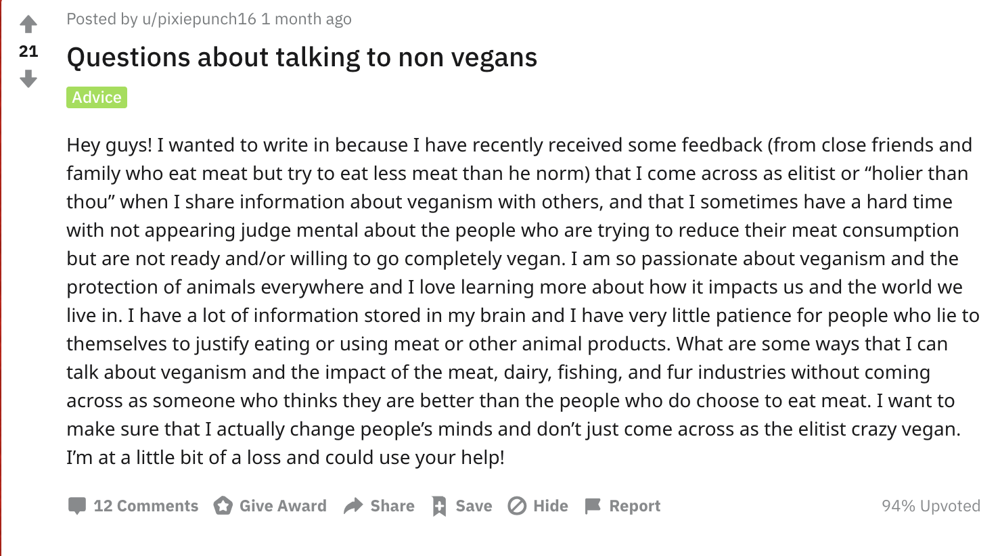 Posted by u/pixiepunch16 1 month ago
21
Questions about talking to non vegans
Advice
Hey guys! I wanted to write in because I have recently received some feedback (from close friends and
family who eat meat but try to eat less meat than he norm) that I come across as elitist or “holier than
thou” when I share information about veganism with others, and that I sometimes have a hard time
with not appearing judge mental about the people who are trying to reduce their meat consumption
but are not ready and/or willing to go completely vegan. I am so passionate about veganism and the
protection of animals everywhere and I love learning more about how it impacts us and the world we
live in. I have a lot of information stored in my brain and I have very little patience for people who lie to
themselves to justify eating or using meat or other animal products. What are some ways that I can
talk about veganism and the impact of the meat, dairy, fishing, and fur industries without coming
across as someone who thinks they are better than the people who do choose to eat meat. I want to
make sure that I actually change people’s minds and don’t just come across as the elitist crazy vegan.
I’m at a little bit of a loss and could use your help!
12 Comments Give Award Share Save Hide Report 94% Upvoted